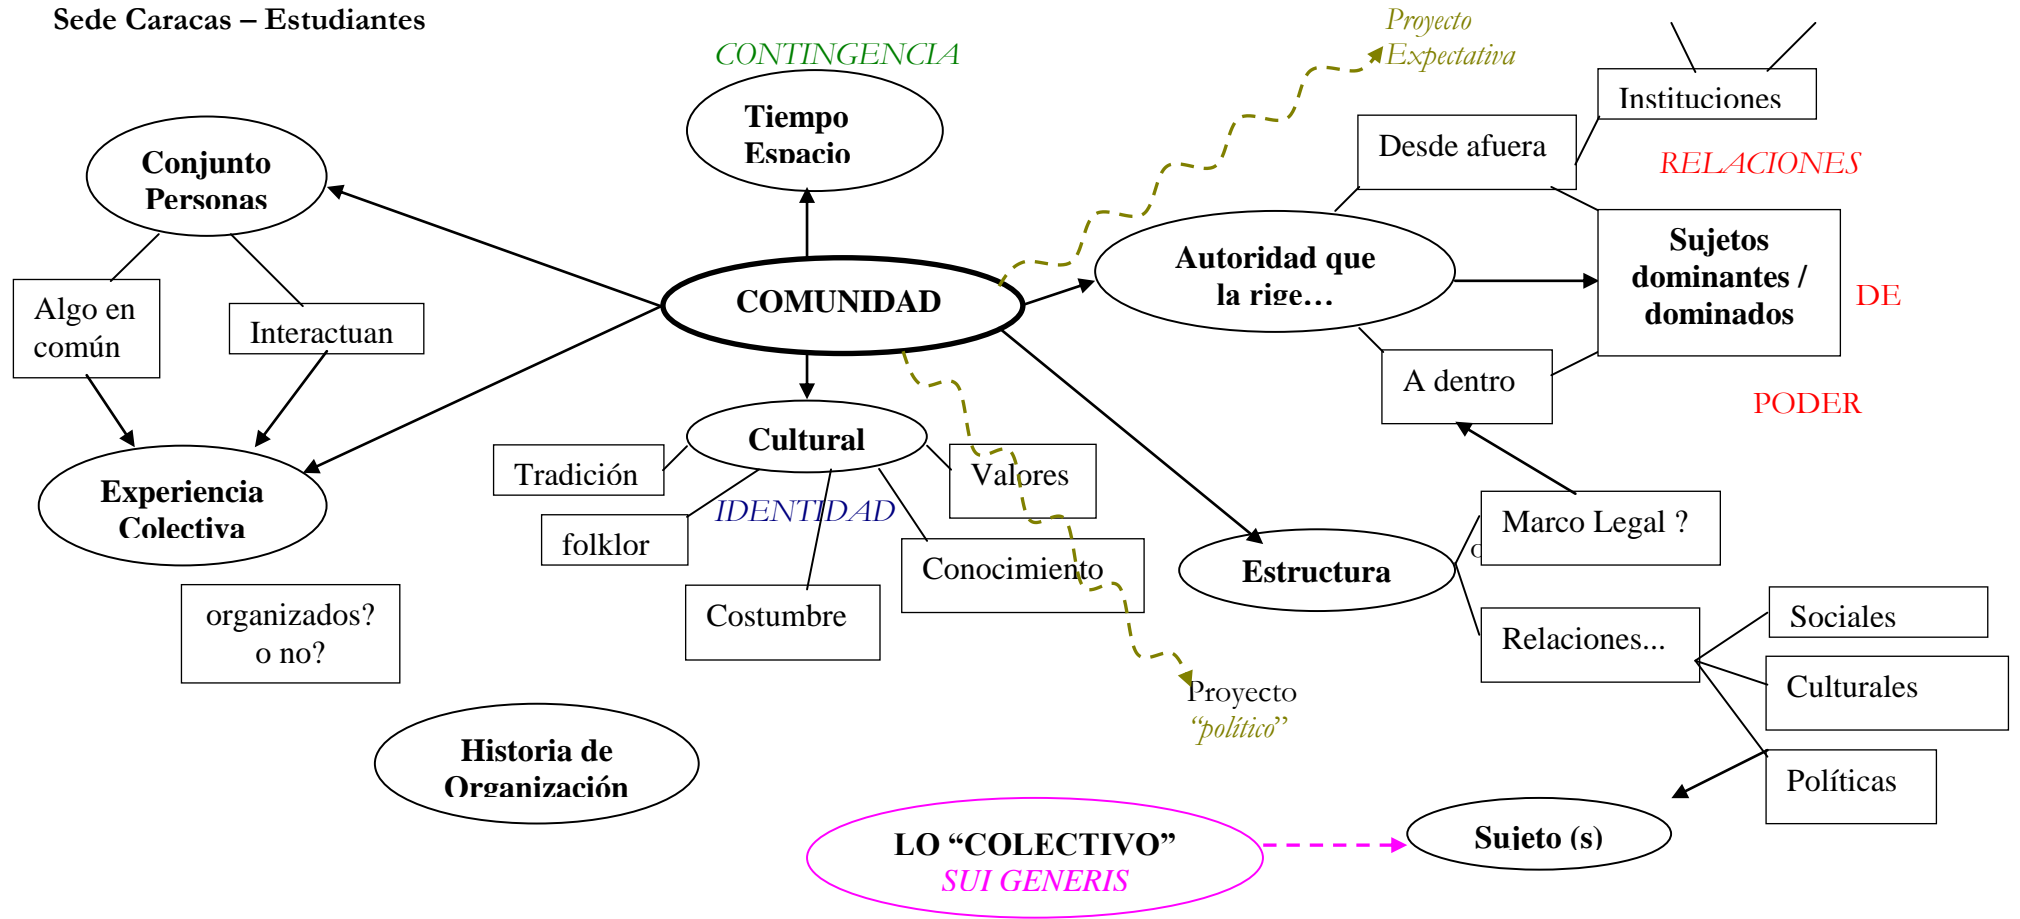 Sede Caracas – Estudiantes
Proyecto
Expectativa
CONTINGENCIA
Tiempo
Espacio
Instituciones
Conjunto
Personas
Desde afuera
RELACIONES
Autoridad que
la rige…
Sujetos
dominantes /
dominados
DE
COMUNIDAD
Algo en
común
Interactuan
A dentro
PODER
Cultural
Tradición
Valores
Experiencia
Colectiva
IDENTIDAD
folklor
Conocimiento
Costumbre
Marco Legal ?
Estructura
organizados?
o no?
Relaciones...
Sociales
Culturales
Políticas
Proyecto
“político”
Historia de
Organización
LO “COLECTIVO”
SUI GENERIS
Sujeto (s)